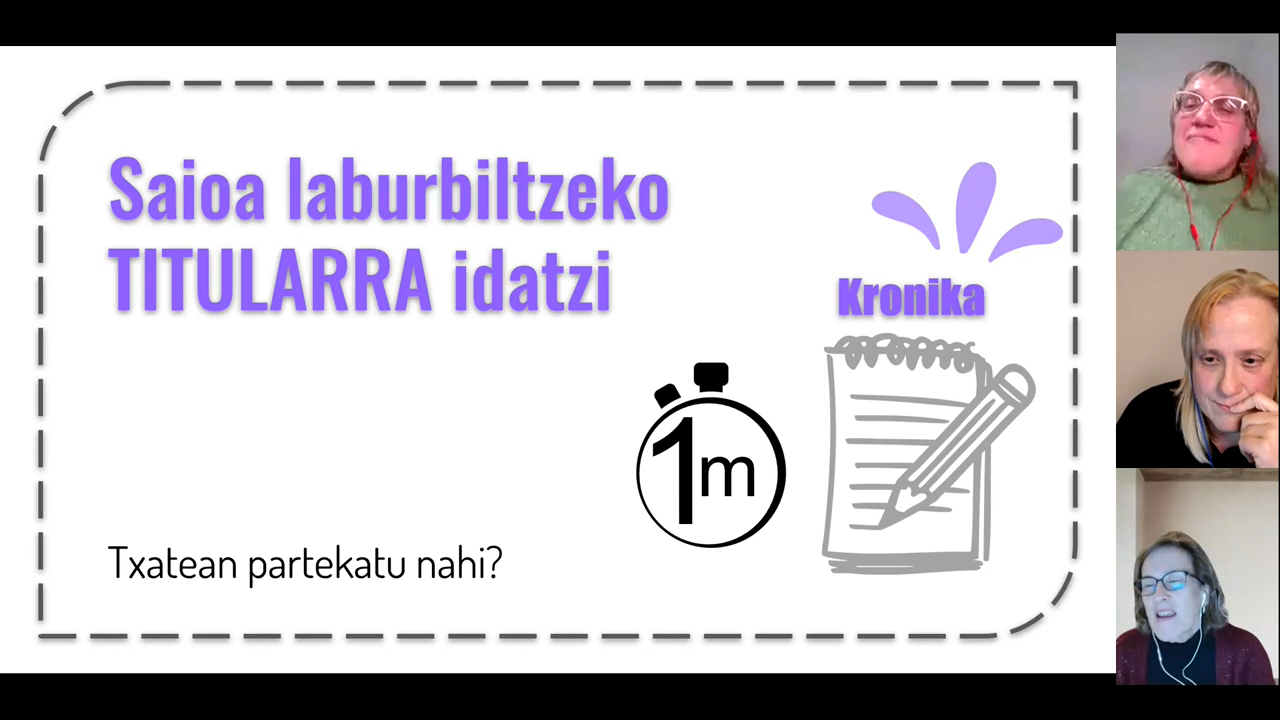 Saioa laburbiltzeko
TITULARRA idatzi
Kronika
1m
Txatean partekatu nahi?